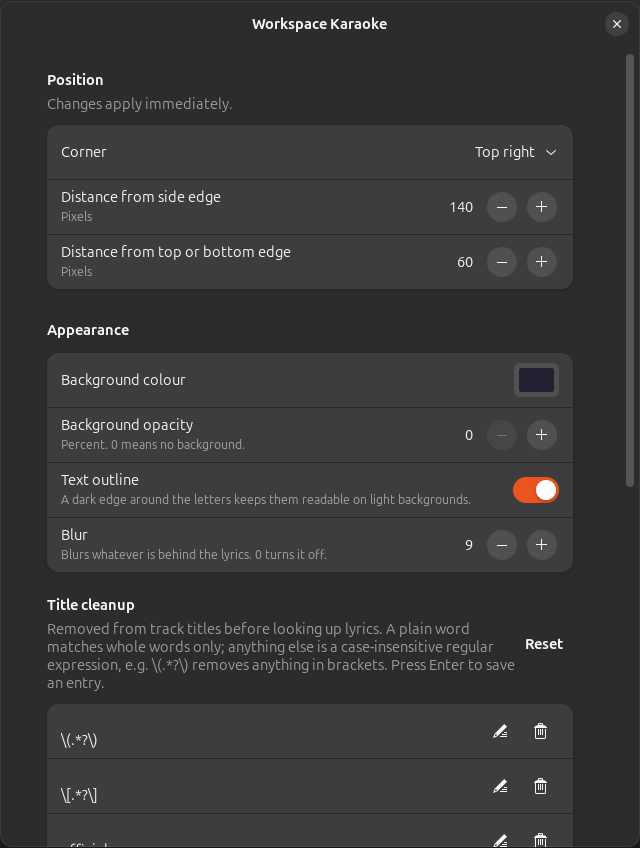 Workspace Karaoke
Position
Changes apply immediately.
Corner
Top right
Distance from side edge
Pixels
140
Distance from top or bottom edge
Pixels
60
Appearance
Background colour
Background opacity
Percent. 0 means no background.
0
Text outline
A dark edge around the letters keeps them readable on light backgrounds.
Blur
Blurs whatever is behind the lyrics. 0 turns it off.
9
Title cleanup
Removed from track titles before looking up lyrics. A plain word
matches whole words only; anything else is a case-insensitive regular
expression, e.g. \(.*?\) removes anything in brackets. Press Enter to save
an entry.
Reset
\(.*?\)
\[.*?\]